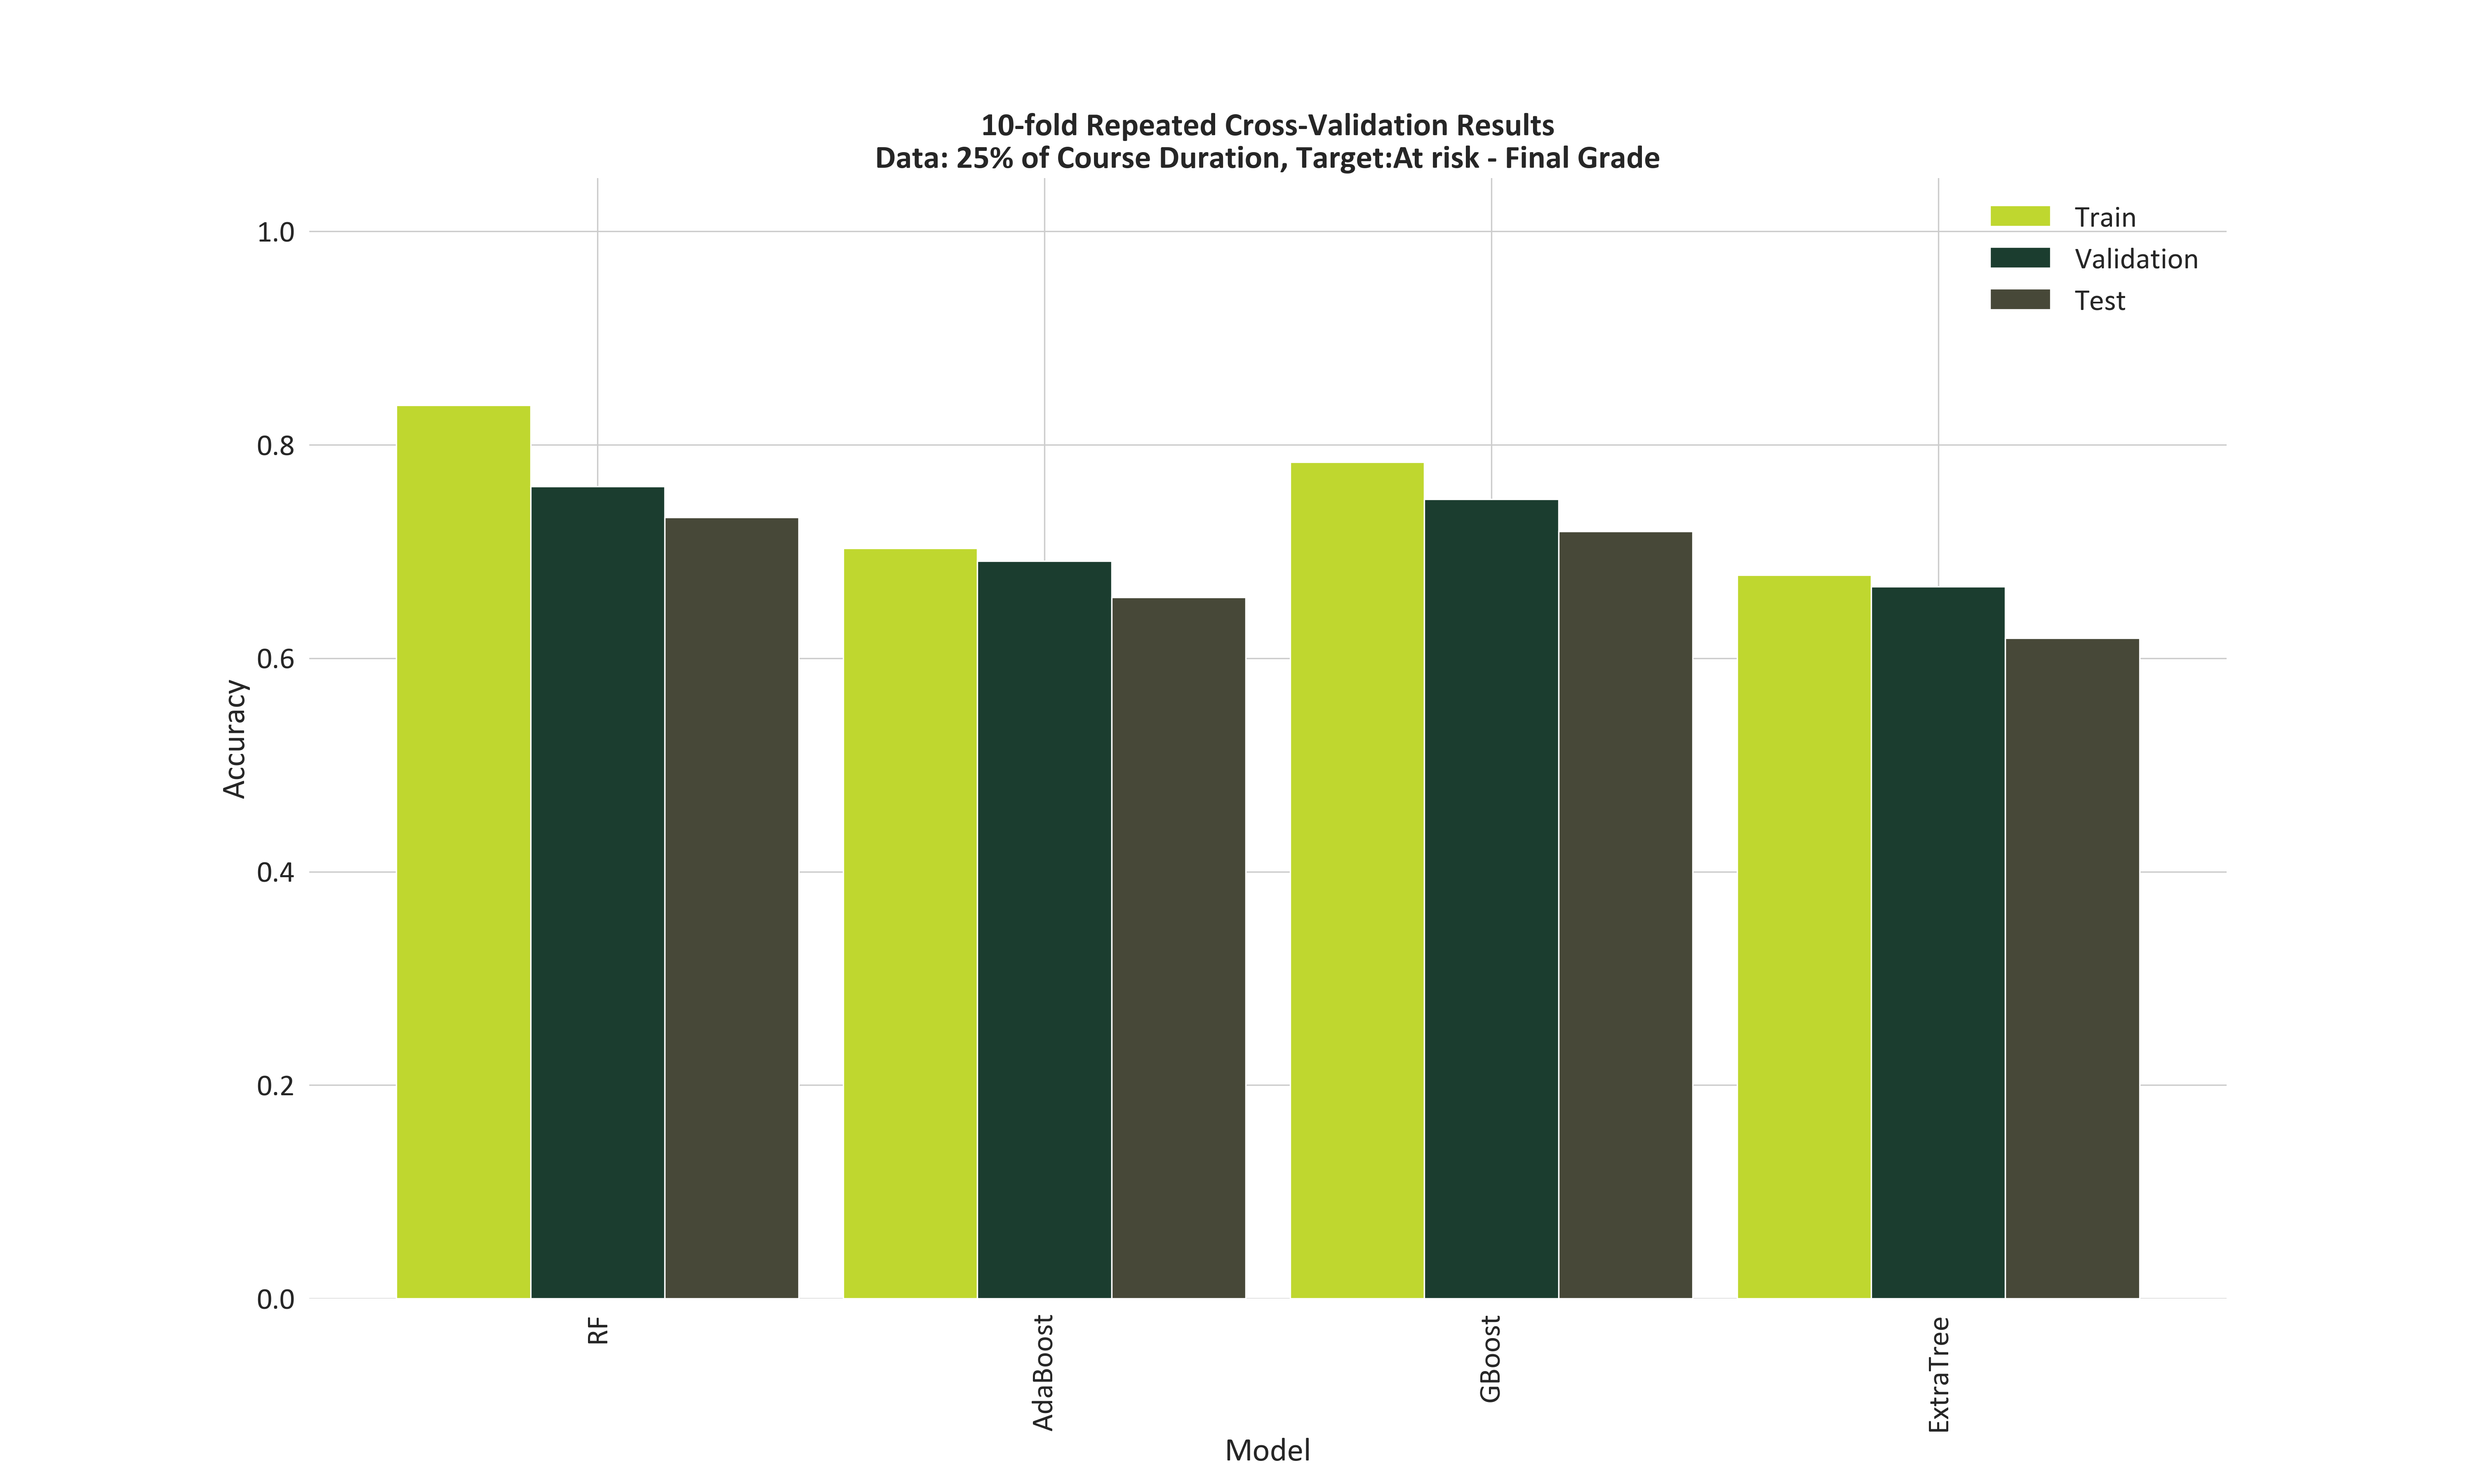 10-fold Repeated Cross-Validation Results
Data: 25% of Course Duration, Target:At risk - Final Grade
Train
Validation
Test
1.0
0.8
0.6
0.4
0.2
0.0
Accuracy
RF
AdaBoost
GBoost
ExtraTree
Model